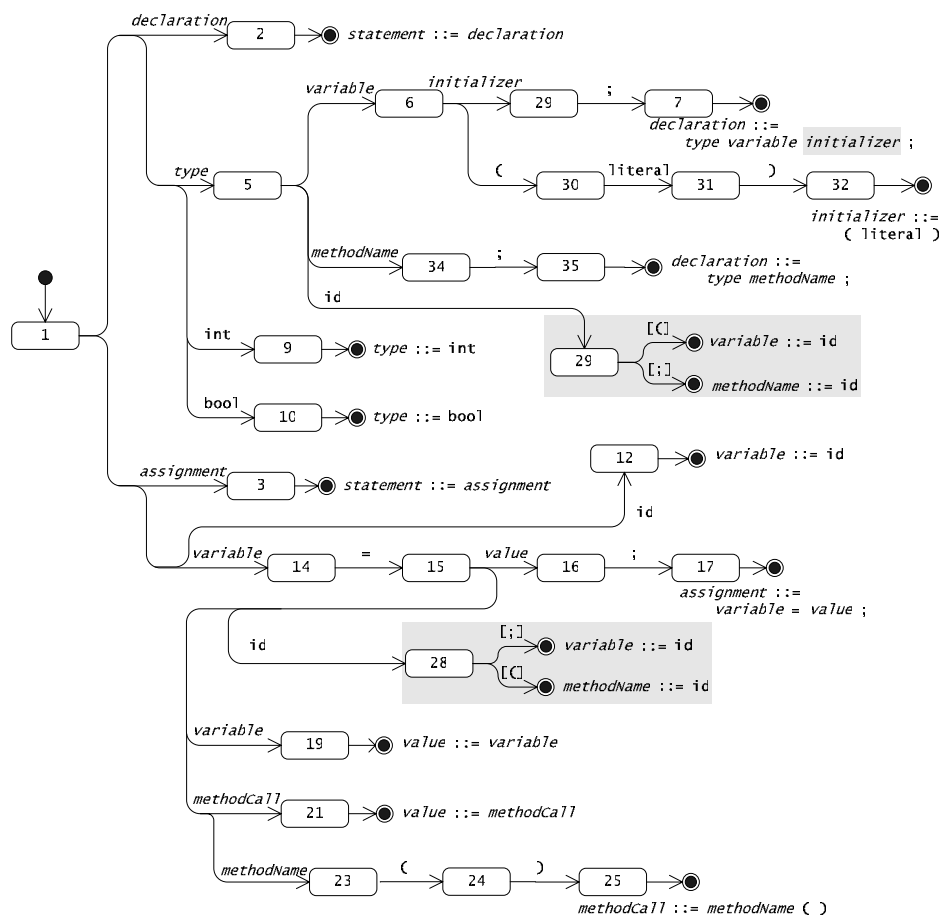 declaration
2
statement ::= declaration
variable
6
initializer
29
;
7
declaration ::=
type variable initializer ;
type
5
(
30
literal
31
)
32
initializer ::=
( literal )
methodName
34
;
35
declaration ::=
type methodName ;
id
1
int
9
type ::= int
29
[(]
variable ::= id
[;]
methodName ::= id
bool
10
type ::= bool
12
variable ::= id
assignment
3
statement ::= assignment
id
variable
14
=
15
value
16
;
17
assignment ::=
variable = value ;
id
28
[;]
variable ::= id
[(]
methodName ::= id
variable
19
value ::= variable
methodCall
21
value ::= methodCall
methodName
23
(
24
)
25
methodCall ::= methodName ( )